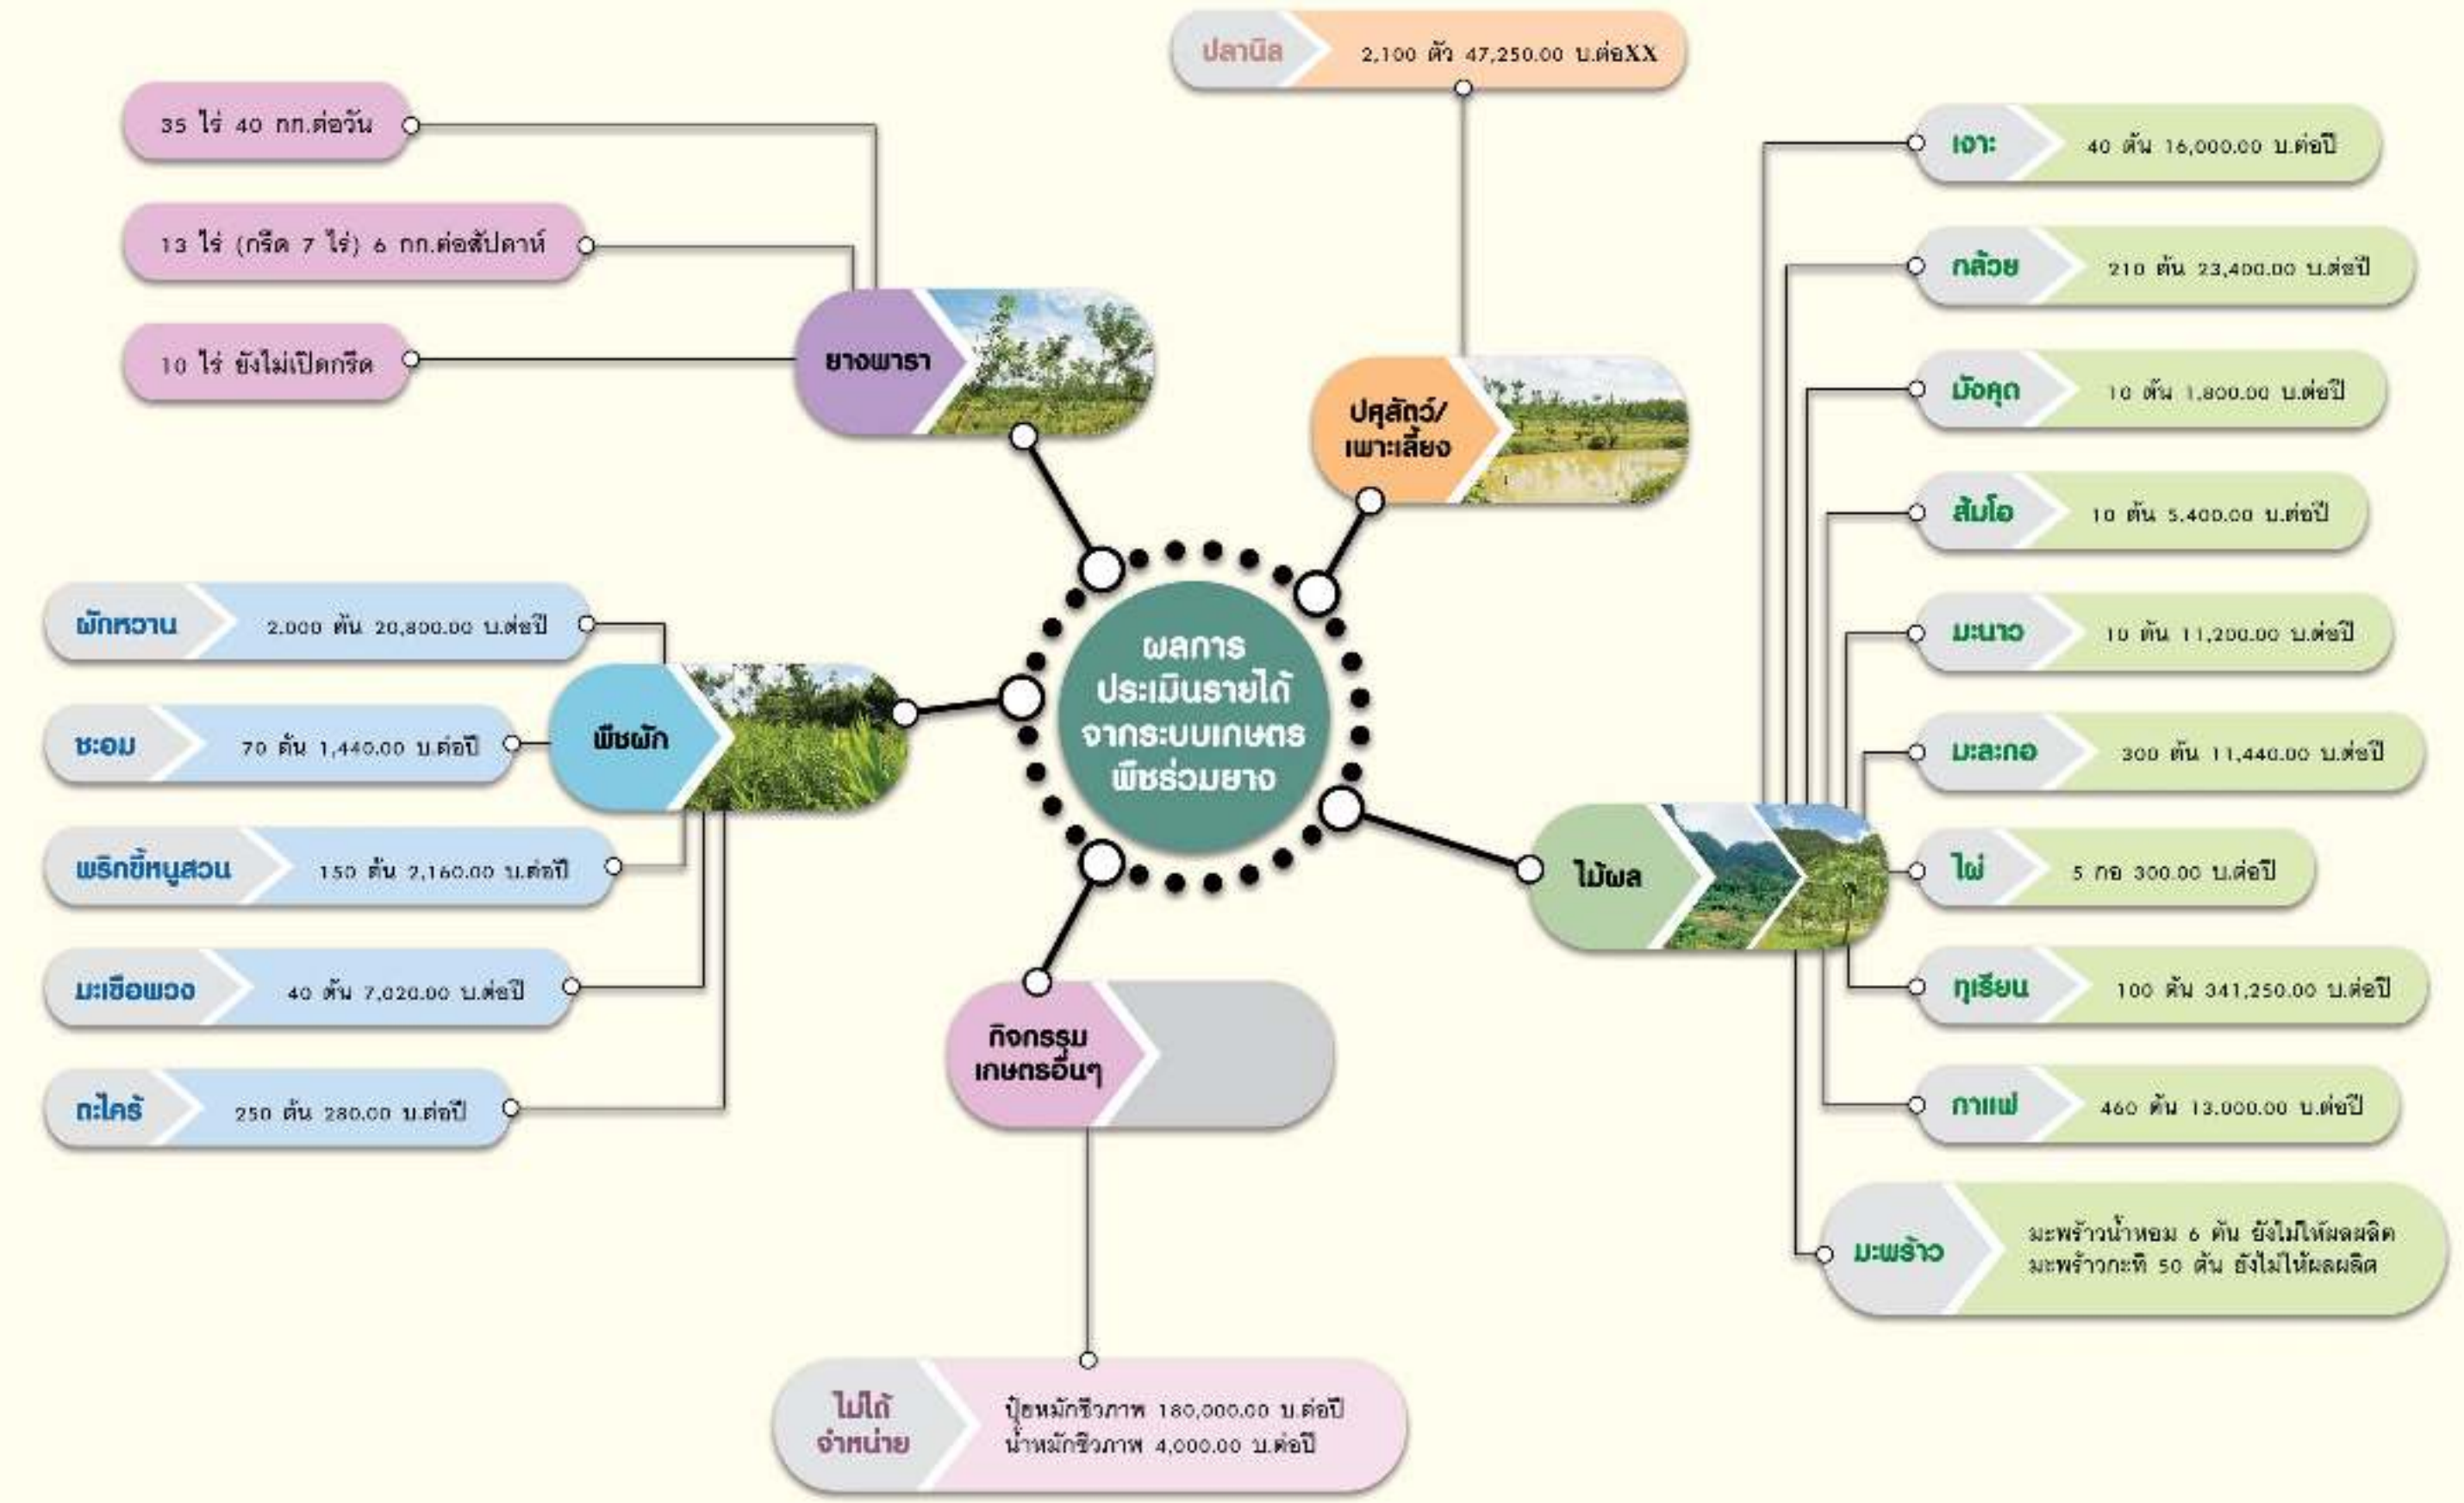 ปลานิล
2,100 ตัว 47,250.00 บ.ต่อXX
35 ไร่ 40 กก.ต่อวัน
13 ไร่ (กรีด 7 ไร่) 6 กก.ต่อสัปดาห์
10 ไร่ ยังไม่เปิดกรีด
ยางพารา
ปศุสัตว์/
เพาะเลี้ยง
ผลการ
ประเมินรายได้
จากระบบเกษตร
พืชร่วมยาง
ผักหวาน
2,000 ต้น 20,800.00 บ.ต่อปี
ชะอม
70 ต้น 1,440.00 บ.ต่อปี
พริกขี้หนูสวน
150 ต้น 2,160.00 บ.ต่อปี
มะเขือพวง
40 ต้น 7,020.00 บ.ต่อปี
ตะไคร้
250 ต้น 280.00 บ.ต่อปี
พืชผัก
ไม้ผล
เงาะ
40 ต้น 16,000.00 บ.ต่อปี
กล้วย
210 ต้น 23,400.00 บ.ต่อปี
มังคุด
10 ต้น 1,800.00 บ.ต่อปี
ส้มโอ
10 ต้น 5,400.00 บ.ต่อปี
มะนาว
10 ต้น 11,200.00 บ.ต่อปี
มะละกอ
300 ต้น 11,440.00 บ.ต่อปี
ไผ่
5 กอ 300.00 บ.ต่อปี
ทุเรียน
100 ต้น 341,250.00 บ.ต่อปี
กาแฟ
460 ต้น 13,000.00 บ.ต่อปี
มะพร้าว
มะพร้าวน้ำหอม 6 ต้น ยังไม่ให้ผลผลิต
มะพร้าวกะทิ 50 ต้น ยังไม่ให้ผลผลิต
กิจกรรม
เกษตรอื่นๆ
ไม่ได้
จำหน่าย
ปุ๋ยหมักชีวภาพ 180,000.00 บ.ต่อปี
น้ำหมักชีวภาพ 4,000.00 บ.ต่อปี